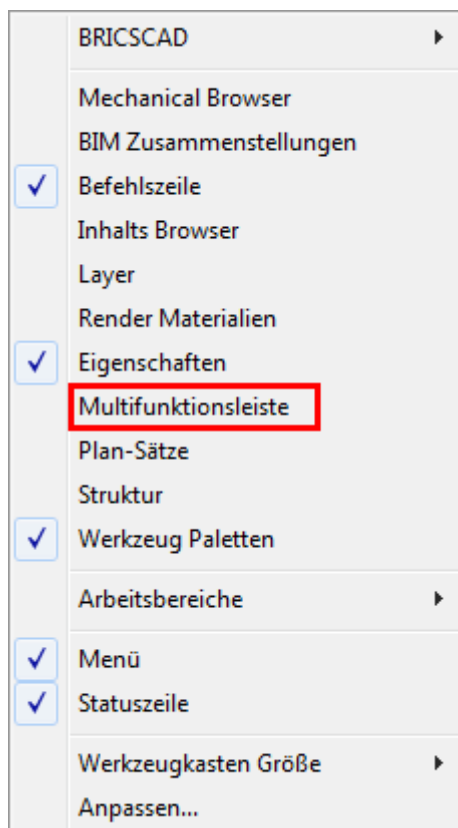 BRICSCAD
Mechanical Browser
BIM Zusammenstellungen
Befehlszeile
Inhalts Browser
Layer
Render Materialien
Eigenschaften
Multifunktionsleiste
Plan-Sätze
Struktur
Werkzeug Paletten
Arbeitsbereiche
Menü
Statuszeile
Werkzeugkasten Größe
Anpassen...